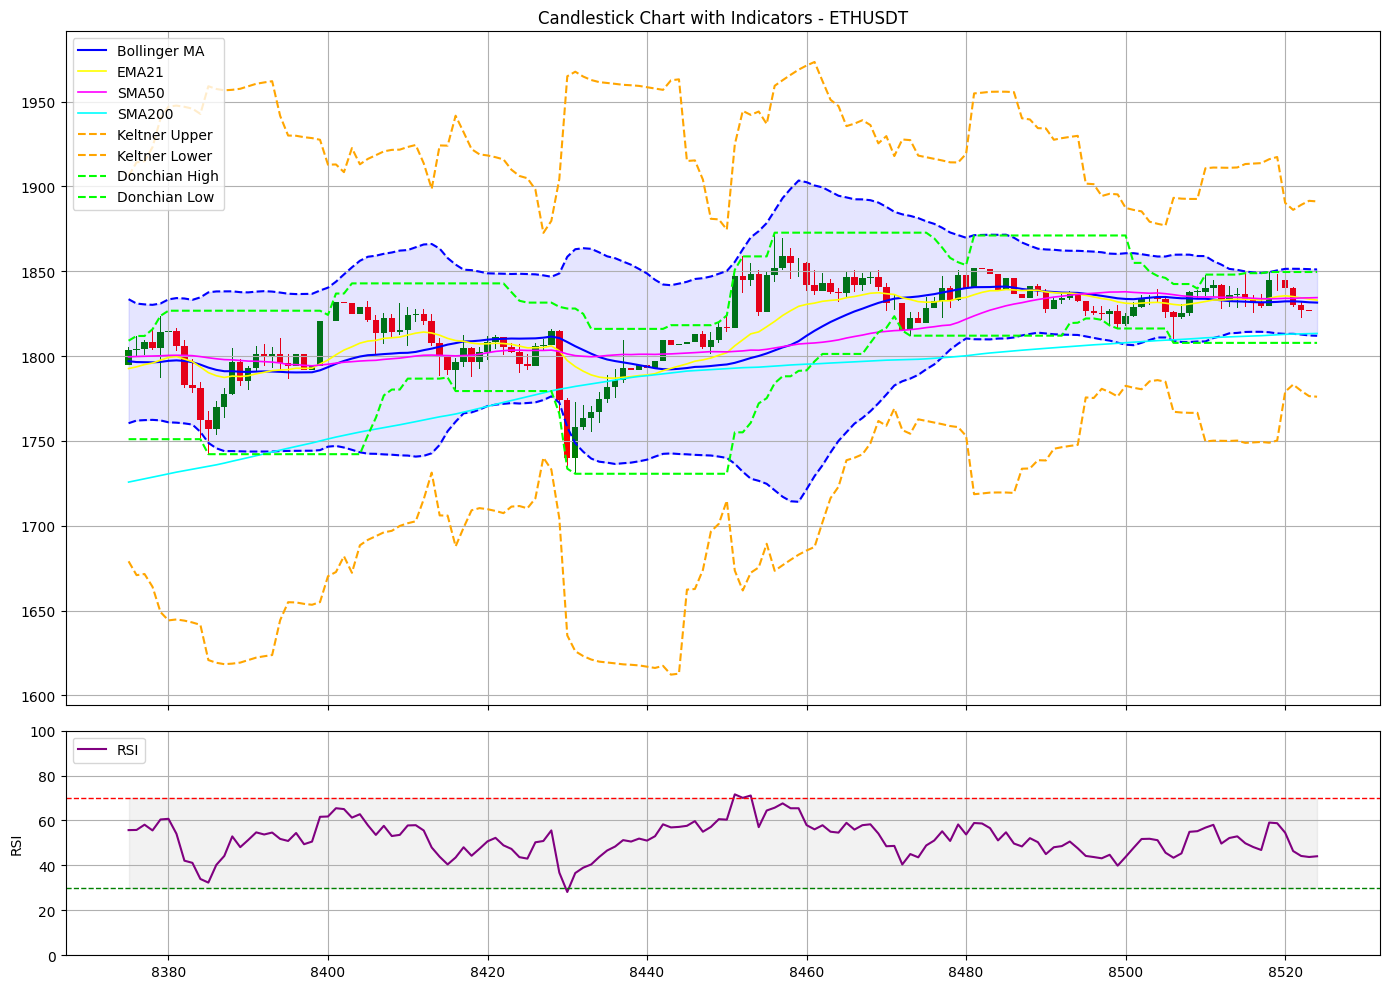 Candlestick Chart with Indicators - ETHUSDT
Bollinger MA
EMA21
SMA50
SMA200
Keltner Upper
Keltner Lower
Donchian High
Donchian Low
1950
1900
1850
1800
1750
1700
1650
1600
RSI
100
80
60
40
20
0
RSI
8380
8400
8420
8440
8460
8480
8500
8520